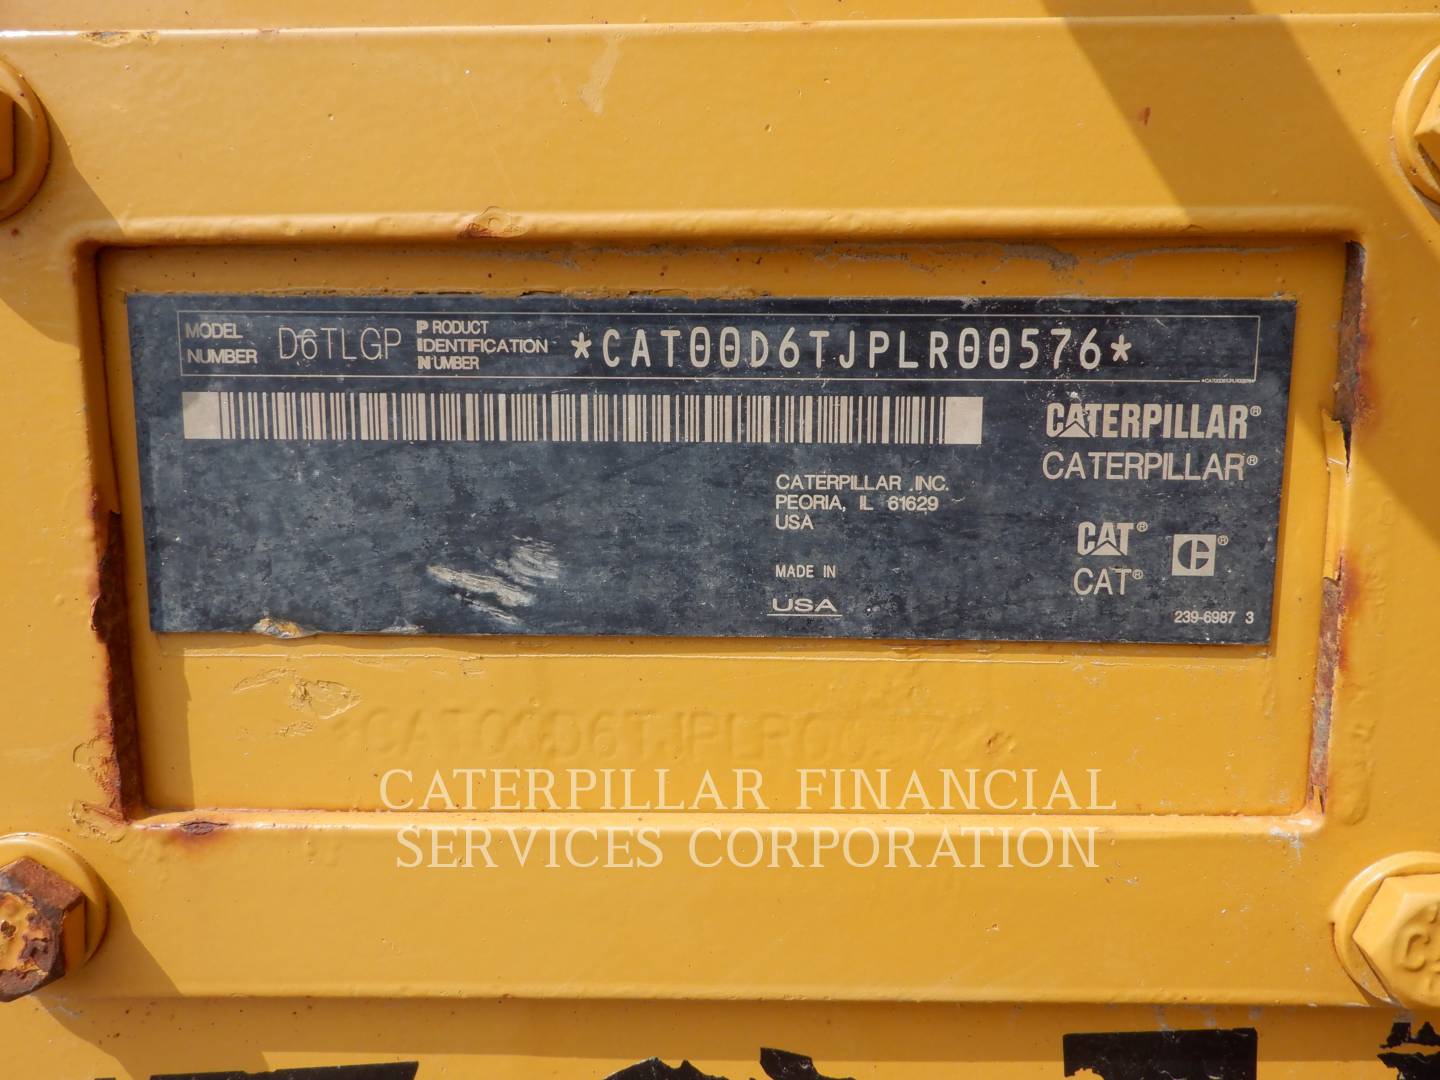 MODEL NUMBER D6TLGP PRODUCT IDENTIFICATION NUMBER *CAT00D6TJPLR00576*
*CAT00D6TJPLR00576*
CATERPILLAR®
CATERPILLAR®
CATERPILLAR .INC.
PEORIA, IL 61629
USA
CAT®
®
CAT®
MADE IN
USA
239-6987 3
CATERPILLAR FINANCIAL
SERVICES CORPORATION